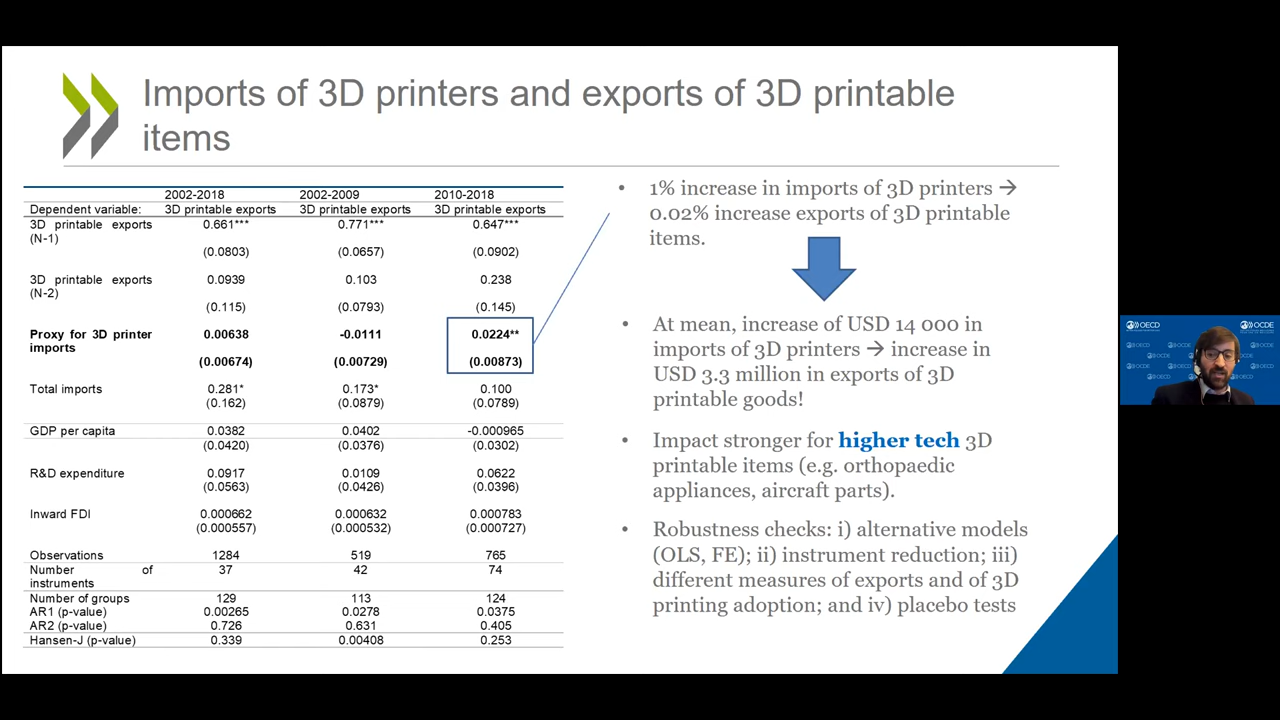 Imports of 3D printers and exports of 3D printable
items
2002-2018 2002-2009 2010-2018
Dependent variable: 3D printable exports 3D printable exports 3D printable exports
3D printable exports 0.661*** 0.771*** 0.647***
(N-1)
(0.0803) (0.0657) (0.0902)
3D printable exports 0.0939 0.103 0.238
(N-2)
(0.115) (0.0793) (0.145)
Proxy for 3D printer 0.00638 -0.0111 0.0224**
imports
(0.00674) (0.00729) (0.00873)
Total imports 0.281* 0.173* 0.100
(0.162) (0.0879) (0.0789)
GDP per capita 0.0382 0.0402 -0.000965
(0.0420) (0.0376) (0.0302)
R&D expenditure 0.0917 0.0109 0.0622
(0.0563) (0.0426) (0.0396)
Inward FDI 0.000662 0.000632 0.000783
(0.000557) (0.000532) (0.000727)
Observations 1284 519 765
Number of 37 42 74
instruments
Number of groups 129 113 124
AR1 (p-value) 0.00265 0.0278 0.0375
AR2 (p-value) 0.726 0.631 0.405
Hansen-J (p-value) 0.339 0.00408 0.253
• 1% increase in imports of 3D printers →
0.02% increase exports of 3D printable
items.
• At mean, increase of USD 14 000 in
imports of 3D printers → increase in
USD 3.3 million in exports of 3D
printable goods!
• Impact stronger for higher tech 3D
printable items (e.g. orthopaedic
appliances, aircraft parts).
• Robustness checks: i) alternative models
(OLS, FE); ii) instrument reduction; iii)
different measures of exports and of 3D
printing adoption; and iv) placebo tests
OECD OCDE